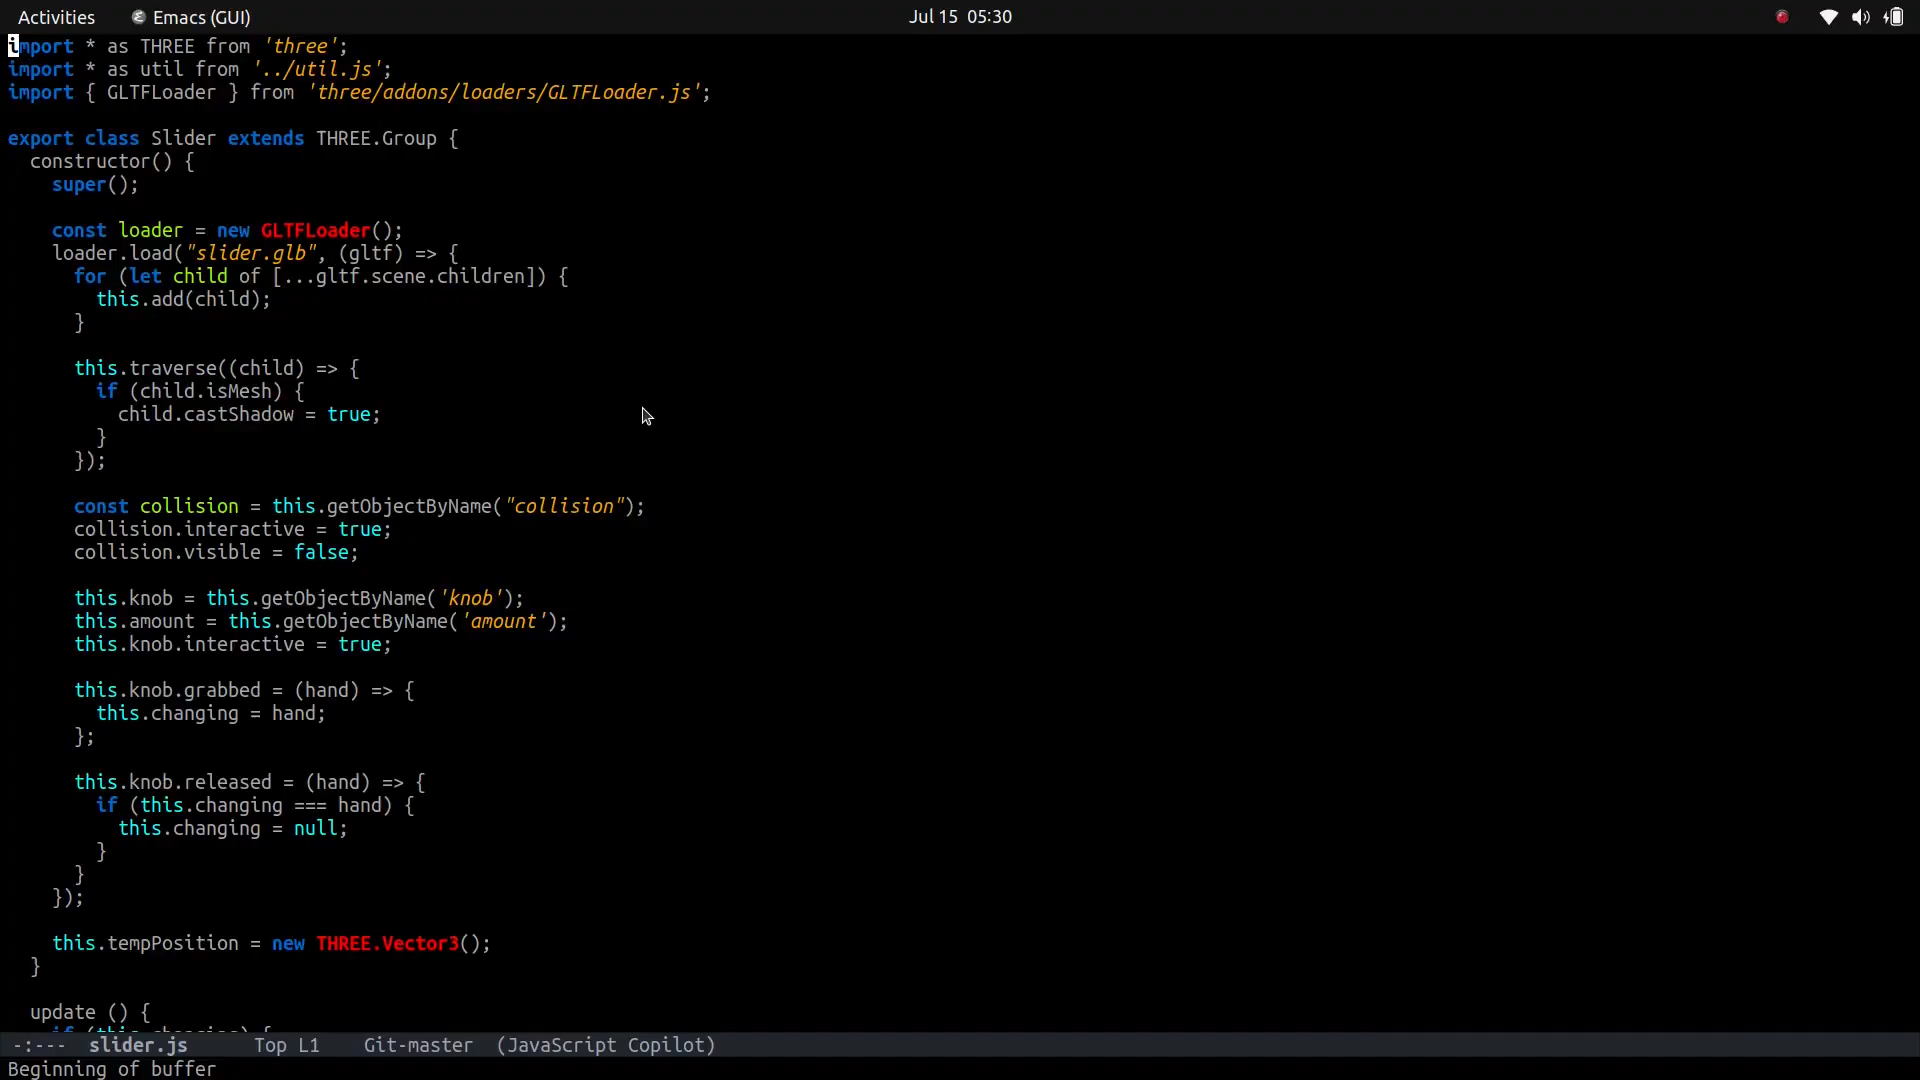 Activities Emacs (GUI) Jul 15 05:30
import * as THREE from 'three';
import * as util from '../util.js';
import { GLTFLoader } from 'three/addons/loaders/GLTFLoader.js';

export class Slider extends THREE.Group {
  constructor() {
    super();

    const loader = new GLTFLoader();
    loader.load("slider.glb", (gltf) => {
      for (let child of [...gltf.scene.children]) {
        this.add(child);
      }

      this.traverse((child) => {
        if (child.isMesh) {
          child.castShadow = true;
        }
      });

      const collision = this.getObjectByName("collision");
      collision.interactive = true;
      collision.visible = false;

      this.knob = this.getObjectByName('knob');
      this.amount = this.getObjectByName('amount');
      this.knob.interactive = true;

      this.knob.grabbed = (hand) => {
        this.changing = hand;
      };

      this.knob.released = (hand) => {
        if (this.changing === hand) {
          this.changing = null;
        }
      }
    });

    this.tempPosition = new THREE.Vector3();
  }

  update () {
    if (this.changing) {
-:--- slider.js Top L1 Git-master (JavaScript Copilot)
Beginning of buffer